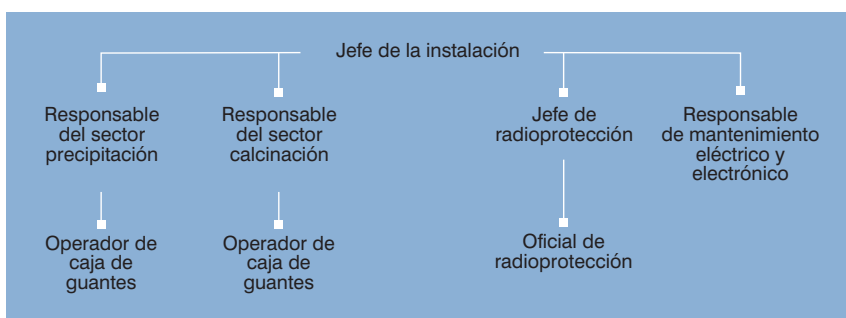 Jefe de la instalación
Responsable
del sector
precipitación
Responsable
del sector
calcinación
Jefe de
radioprotección
Responsable
de mantenimiento
eléctrico y
electrónico
Operador de
caja de
guantes
Operador de
caja de
guantes
Oficial de
radioprotección